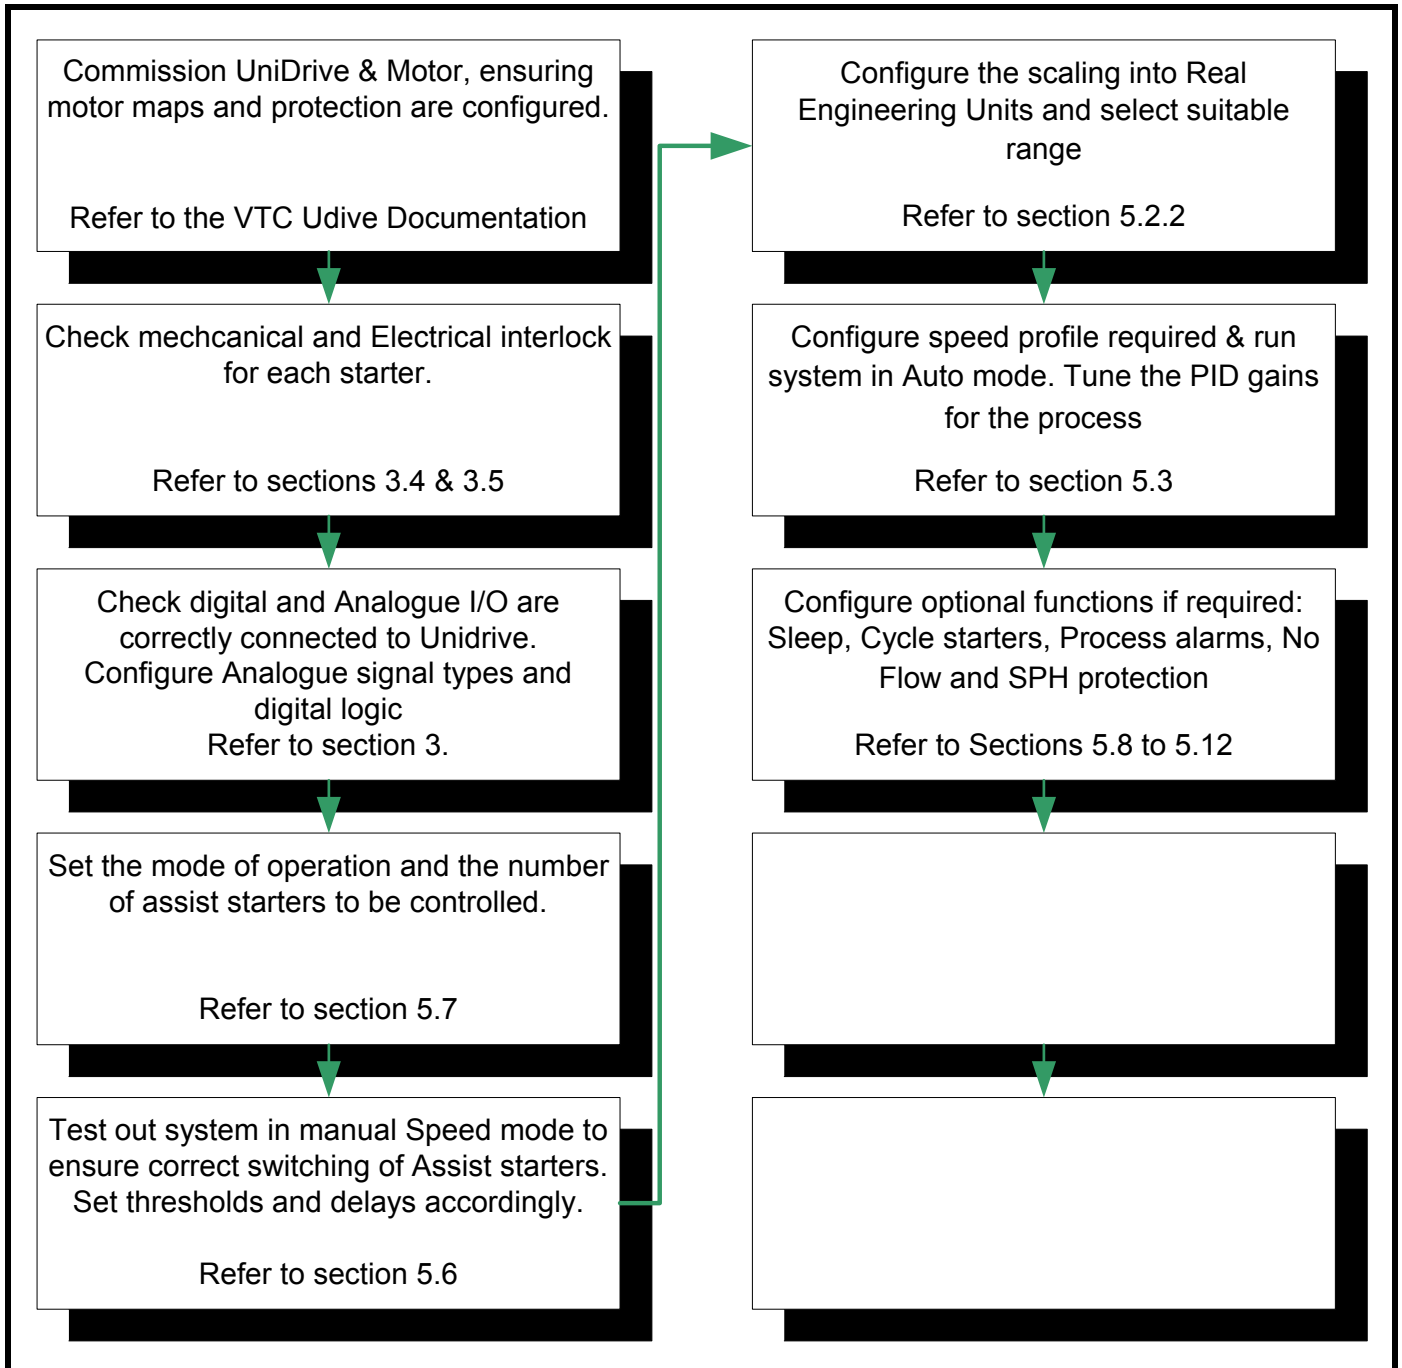 Commission UniDrive & Motor, ensuring
motor maps and protection are configured.
Refer to the VTC Udive Documentation
Check mechcanical and Electrical interlock
for each starter.
Refer to sections 3.4 & 3.5
Check digital and Analogue I/O are
correctly connected to Unidrive.
Configure Analogue signal types and
digital logic
Refer to section 3.
Set the mode of operation and the number
of assist starters to be controlled.
Refer to section 5.7
Test out system in manual Speed mode to
ensure correct switching of Assist starters.
Set thresholds and delays accordingly.
Refer to section 5.6
Configure the scaling into Real
Engineering Units and select suitable
range
Refer to section 5.2.2
Configure speed profile required & run
system in Auto mode. Tune the PID gains
for the process
Refer to section 5.3
Configure optional functions if required:
Sleep, Cycle starters, Process alarms, No
Flow and SPH protection
Refer to Sections 5.8 to 5.12